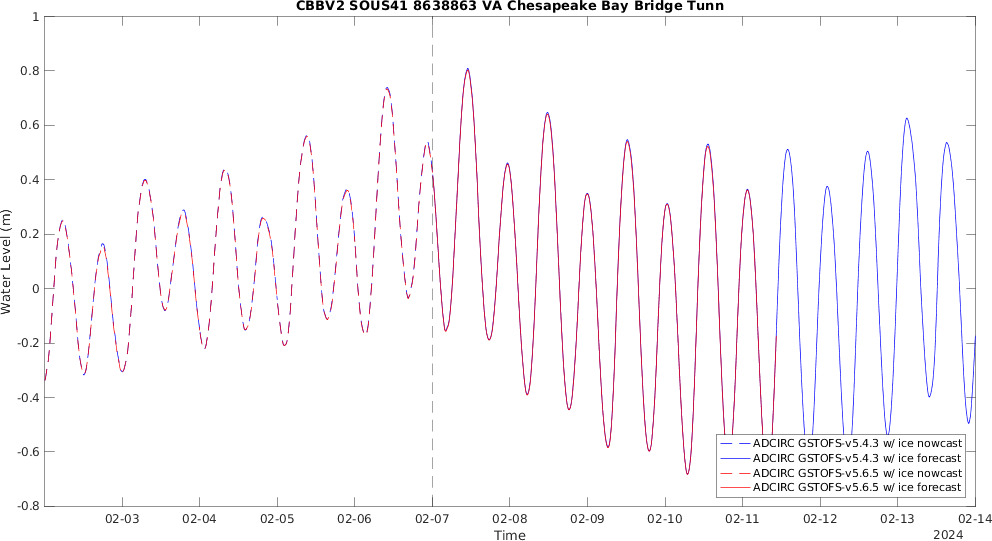 CBBV2 SOUS41 8638863 VA Chesapeake Bay Bridge Tunn
1
0.8
0.6
0.4
0.2
0
-0.2
-0.4
-0.6
-0.8
Water Level (m)
ADCIRC GSTOFS-v5.4.3 w/ ice nowcast
ADCIRC GSTOFS-v5.4.3 w/ ice forecast
ADCIRC GSTOFS-v5.6.5 w/ ice nowcast
ADCIRC GSTOFS-v5.6.5 w/ ice forecast
02-03 02-04 02-05 02-06 02-07 02-08 02-09 02-10 02-11 02-12 02-13 02-14
Time
2024